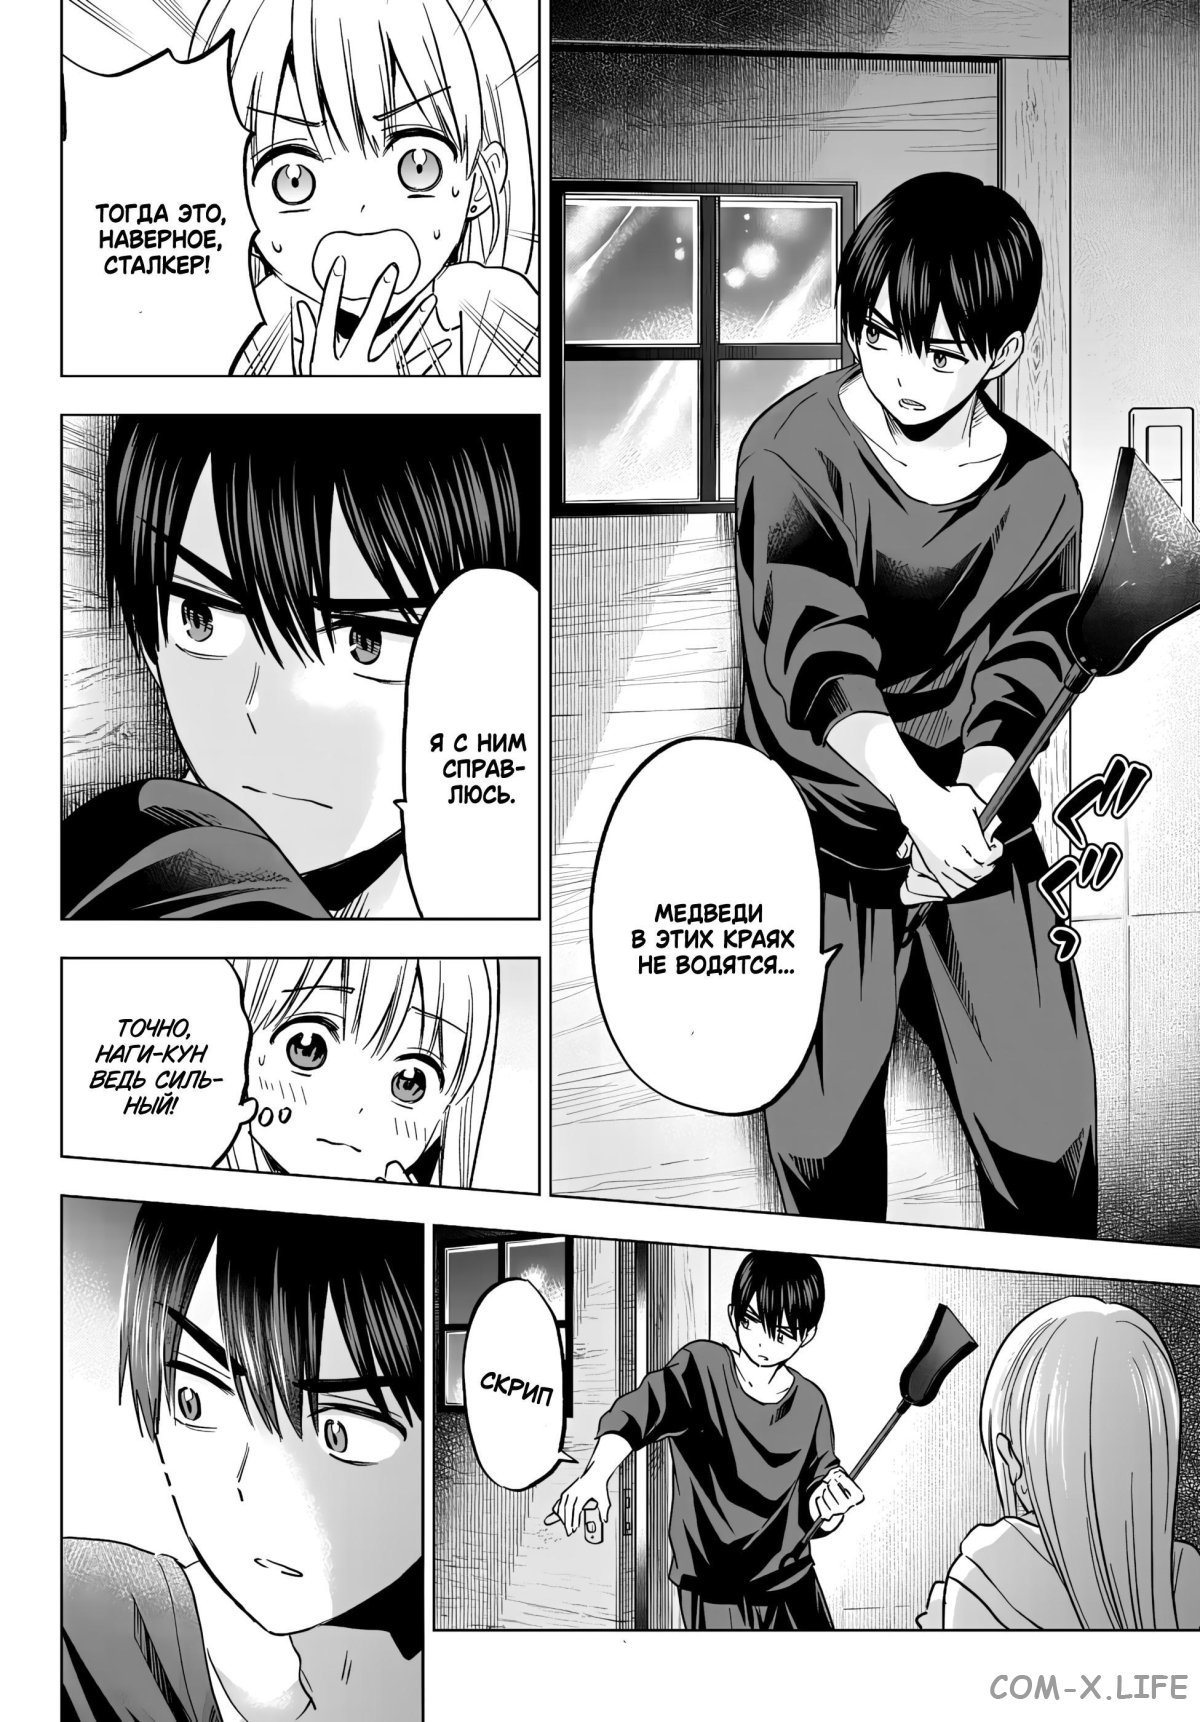 МЕДВЕДИ
В ЭТИХ КРАЯХ
НЕ ВОДЯТСЯ...
ТОГДА ЭТО,
НАВЕРНОЕ,
СТАЛКЕР!
Я С НИМ
СПРАВ-
ЛЮСЬ.
ТОЧНО,
НАГИ-КУН
ВЕДЬ СИЛЬ-
НЫЙ!
СКРИП
COM-X.LIFE